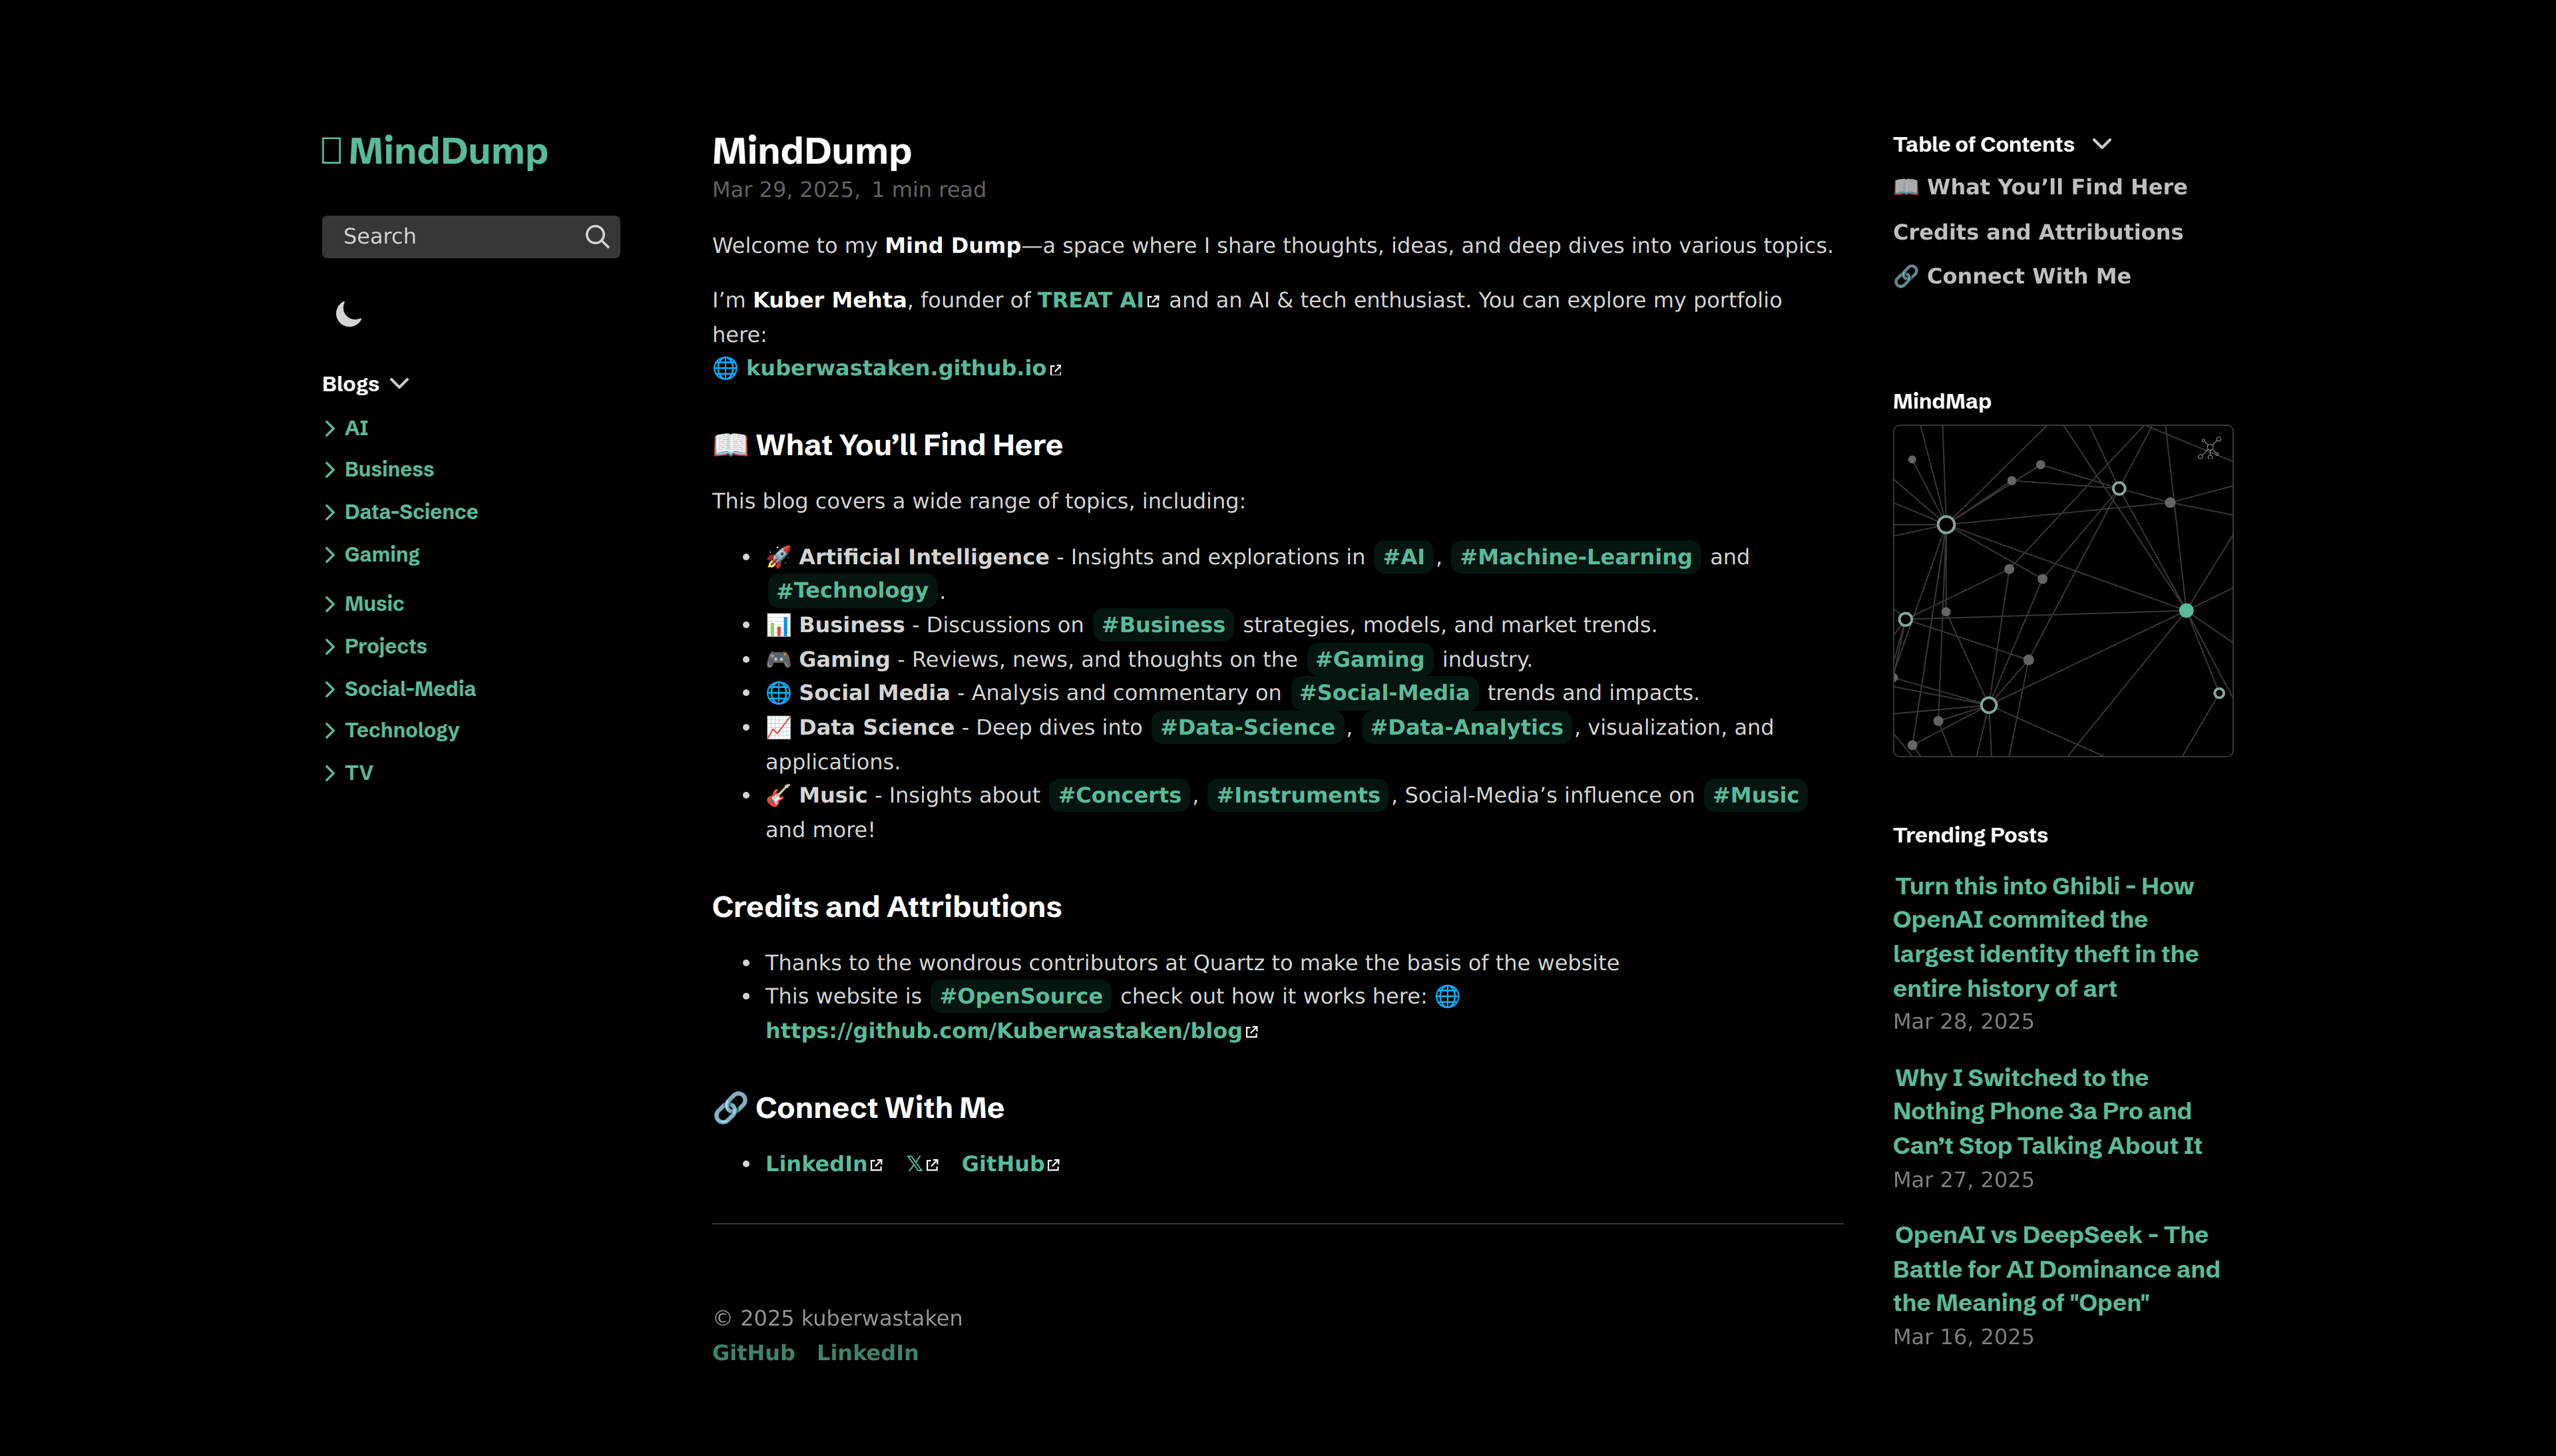 MindDump
Search
Blogs
AI
Business
Data-Science
Gaming
Music
Projects
Social-Media
Technology
TV
MindDump
Mar 29, 2025, 1 min read
Welcome to my Mind Dump—a space where I share thoughts, ideas, and deep dives into various topics.
I’m Kuber Mehta, founder of TREAT AI and an AI & tech enthusiast. You can explore my portfolio
here:
🌐 kuberwastaken.github.io
📖 What You’ll Find Here
This blog covers a wide range of topics, including:
• 🚀 Artificial Intelligence - Insights and explorations in #AI, #Machine-Learning and
#Technology.
• 📊 Business - Discussions on #Business strategies, models, and market trends.
• 🎮 Gaming - Reviews, news, and thoughts on the #Gaming industry.
• 🌐 Social Media - Analysis and commentary on #Social-Media trends and impacts.
• 📈 Data Science - Deep dives into #Data-Science, #Data-Analytics, visualization, and
applications.
• 🎸 Music - Insights about #Concerts, #Instruments, Social-Media’s influence on #Music
and more!
Credits and Attributions
• Thanks to the wondrous contributors at Quartz to make the basis of the website
• This website is #OpenSource check out how it works here: 🌐
https://github.com/Kuberwastaken/blog
🔗 Connect With Me
• LinkedIn 𝕏 GitHub
© 2025 kuberwastaken
GitHub LinkedIn
Table of Contents
📖 What You’ll Find Here
Credits and Attributions
🔗 Connect With Me
MindMap
Trending Posts
Turn this into Ghibli - How
OpenAI commited the
largest identity theft in the
entire history of art
Mar 28, 2025
Why I Switched to the
Nothing Phone 3a Pro and
Can’t Stop Talking About It
Mar 27, 2025
OpenAI vs DeepSeek - The
Battle for AI Dominance and
the Meaning of "Open"
Mar 16, 2025